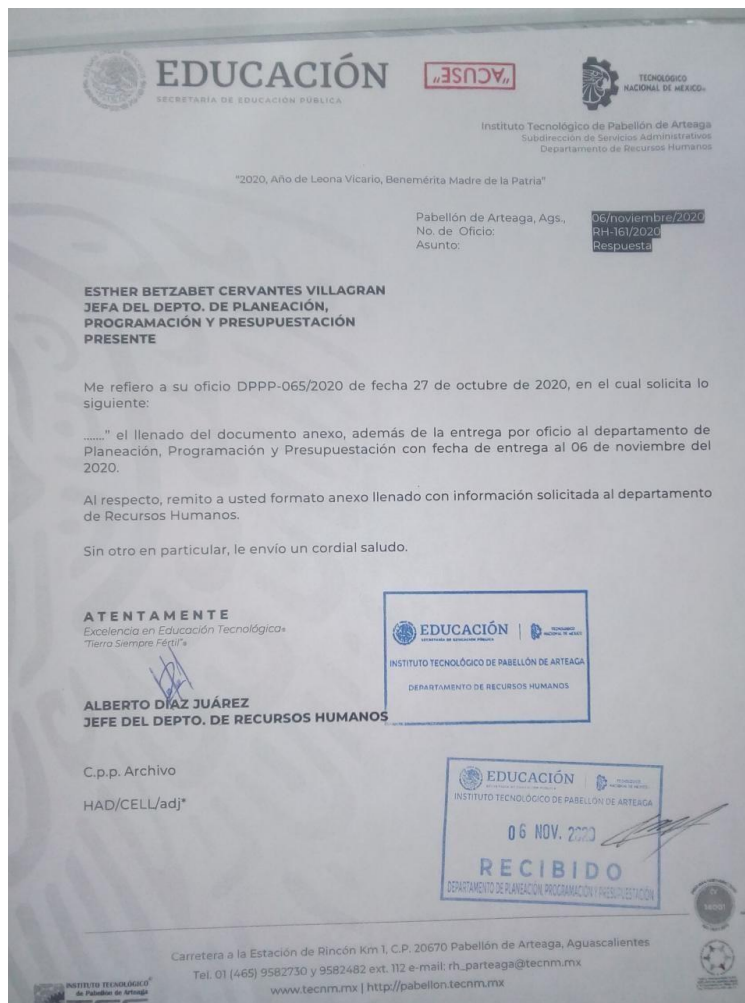 EDUCACIÓN
SECRETARÍA DE EDUCACIÓN PÚBLICA
"ACUSE"
TECNOLÓGICO
NACIONAL DE MÉXICO®
Instituto Tecnológico de Pabellón de Arteaga
Subdirección de Servicios Administrativos
Departamento de Recursos Humanos
"2020, Año de Leona Vicario, Benemérita Madre de la Patria"
Pabellón de Arteaga, Ags., 06/noviembre/2020
No. de Oficio: RH-161/2020
Asunto: Respuesta
ESTHER BETZABET CERVANTES VILLAGRAN
JEFA DEL DEPTO. DE PLANEACIÓN,
PROGRAMACIÓN Y PRESUPUESTACIÓN
PRESENTE
Me refiero a su oficio DPPP-065/2020 de fecha 27 de octubre de 2020, en el cual solicita lo
siguiente:
......." el llenado del documento anexo, además de la entrega por oficio al departamento de
Planeación, Programación y Presupuestación con fecha de entrega al 06 de noviembre del
2020.
Al respecto, remito a usted formato anexo llenado con información solicitada al departamento
de Recursos Humanos.
Sin otro en particular, le envío un cordial saludo.
ATENTAMENTE
Excelencia en Educación Tecnológica®
"Tierra Siempre Fértil"®
ALBERTO DÍAZ JUÁREZ
JEFE DEL DEPTO. DE RECURSOS HUMANOS
EDUCACIÓN
SECRETARÍA DE EDUCACIÓN PÚBLICA
TECNOLÓGICO
NACIONAL DE MÉXICO
INSTITUTO TECNOLÓGICO DE PABELLÓN DE ARTEAGA
DEPARTAMENTO DE RECURSOS HUMANOS
C.p.p. Archivo
HAD/CELL/adj*
EDUCACIÓN
INSTITUTO TECNOLÓGICO DE PABELLÓN DE ARTEAGA
06 NOV. 2020
RECIBIDO
DEPARTAMENTO DE PLANEACIÓN, PROGRAMACIÓN Y PRESUPUESTACIÓN
Carretera a la Estación de Rincón Km 1, C.P. 20670 Pabellón de Arteaga, Aguascalientes
Tel. 01 (465) 9582730 y 9582482 ext. 112 e-mail: rh_parteaga@tecnm.mx
www.tecnm.mx | http://pabellon.tecnm.mx
INSTITUTO TECNOLÓGICO®
de Pabellón de Arteaga